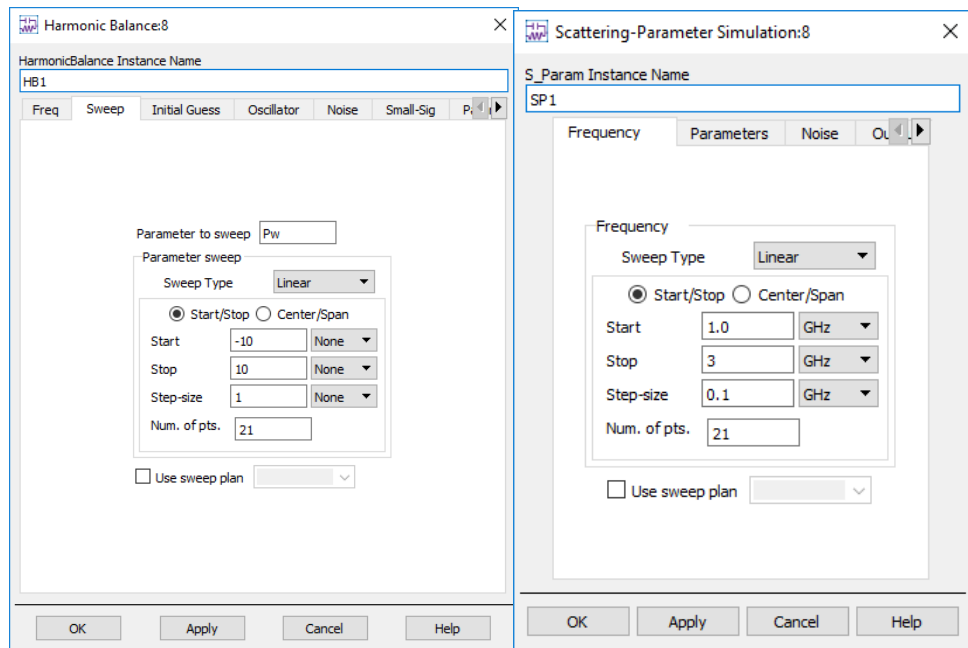 Harmonic Balance:8
HarmonicBalance Instance Name
HB1
Freq Sweep Initial Guess Oscillator Noise Small-Sig
Parameter to sweep Pw
Parameter sweep
Sweep Type Linear
Start/Stop Center/Span
Start -10 None
Stop 10 None
Step-size 1 None
Num. of pts. 21
Use sweep plan
OK Apply Cancel Help
Scattering-Parameter Simulation:8
S_Param Instance Name
SP1
Frequency Parameters Noise
Frequency
Sweep Type Linear
Start/Stop Center/Span
Start 1.0 GHz
Stop 3 GHz
Step-size 0.1 GHz
Num. of pts. 21
Use sweep plan
OK Apply Cancel Help